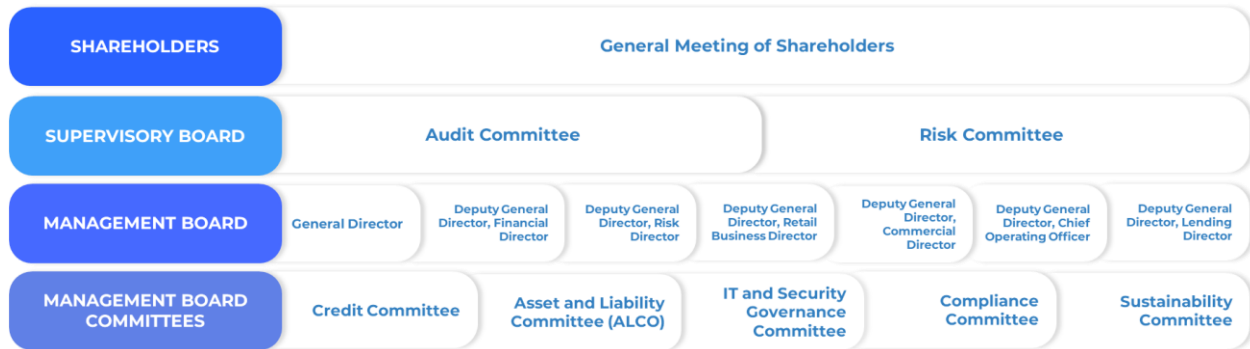 SHAREHOLDERS
General Meeting of Shareholders
SUPERVISORY BOARD
Audit Committee
Risk Committee
MANAGEMENT BOARD
General Director
Deputy General
Director, Financial
Director
Deputy General
Director, Risk
Director
Deputy General
Director, Retail
Business Director
Deputy General
Director,
Commercial
Director
Deputy General
Director, Chief
Operating Officer
Deputy General
Director, Lending
Director
MANAGEMENT BOARD
COMMITTEES
Credit Committee
Asset and Liability
Committee (ALCO)
IT and Security
Governance
Committee
Compliance
Committee
Sustainability
Committee